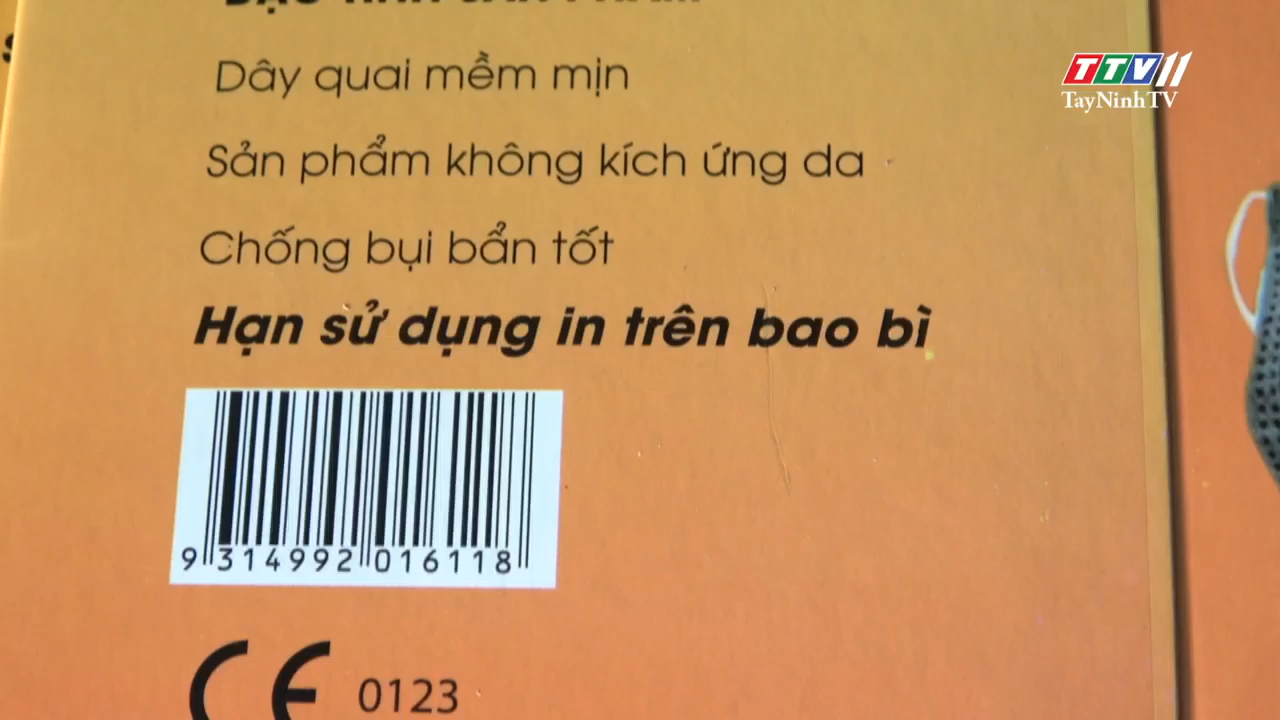 TTV11
TayNinhTV
Dây quai mềm mịn
Sản phẩm không kích ứng da
Chống bụi bẩn tốt
Hạn sử dụng in trên bao bì
9 314992 016118
CE 0123